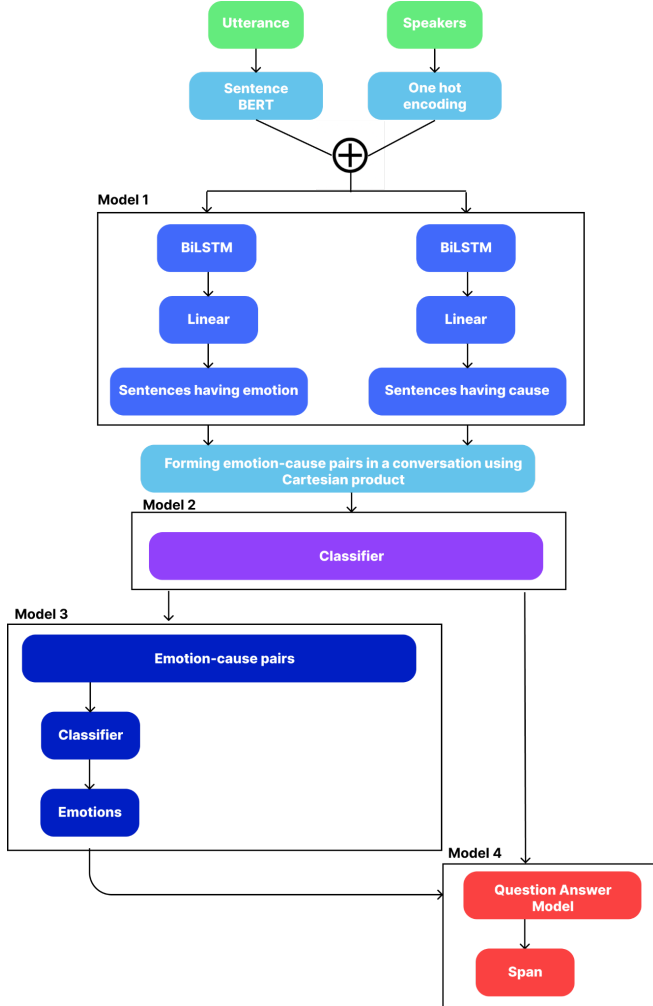 Utterance
Speakers
Sentence
BERT
One hot
encoding
Model 1
BiLSTM
BiLSTM
Linear
Linear
Sentences having emotion
Sentences having cause
Forming emotion-cause pairs in a conversation using
Cartesian product
Model 2
Classifier
Model 3
Emotion-cause pairs
Classifier
Emotions
Model 4
Question Answer
Model
Span